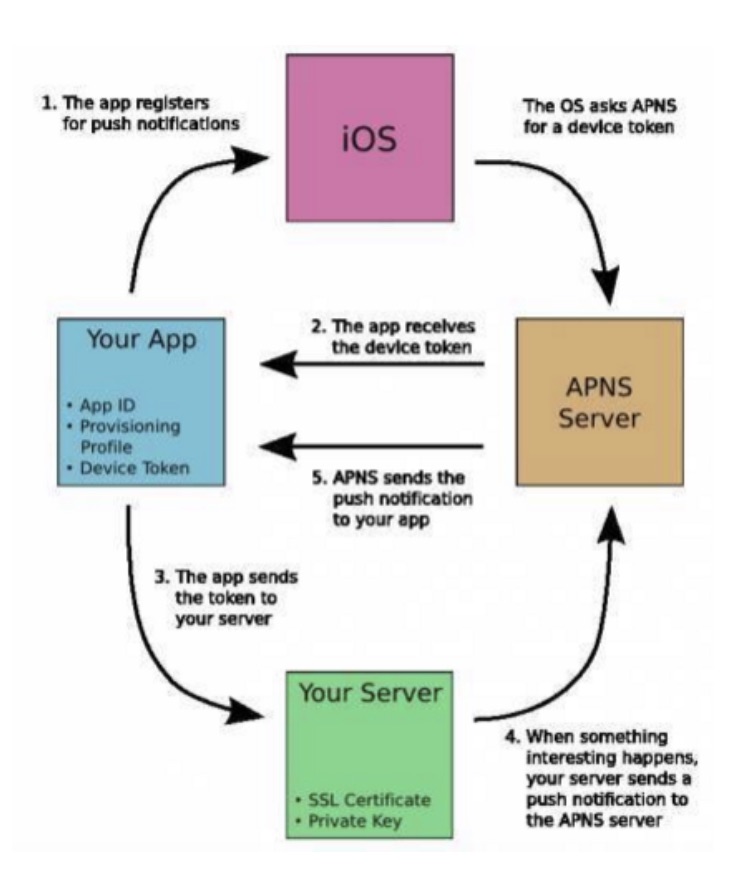 1. The app registers
for push notifications
iOS
The OS asks APNS
for a device token
Your App
• App ID
• Provisioning
Profile
• Device Token
2. The app receives
the device token
APNS
Server
5. APNS sends the
push notification
to your app
3. The app sends
the token to
your server
Your Server
• SSL Certificate
• Private Key
4. When something
interesting happens,
your server sends a
push notification to
the APNS server